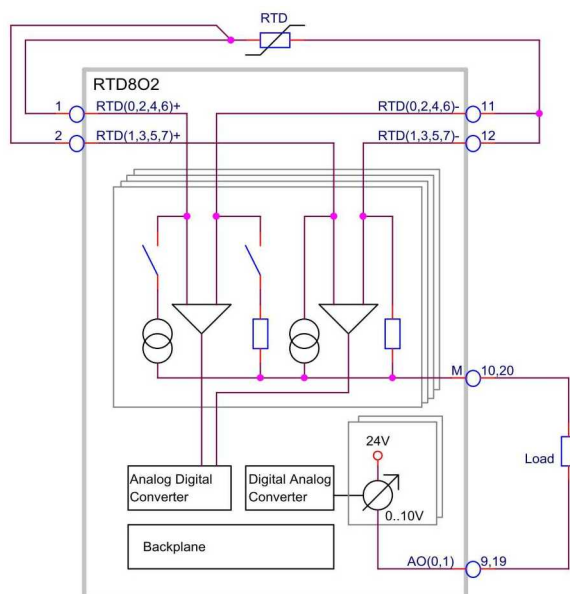 RTD
RTD8O2
1 RTD(0,2,4,6)+ RTD(0,2,4,6)- 11
2 RTD(1,3,5,7)+ RTD(1,3,5,7)- 12
M 10,20
24V
Load
Analog Digital Converter
Digital Analog Converter
0..10V
Backplane
AO(0,1) 9,19